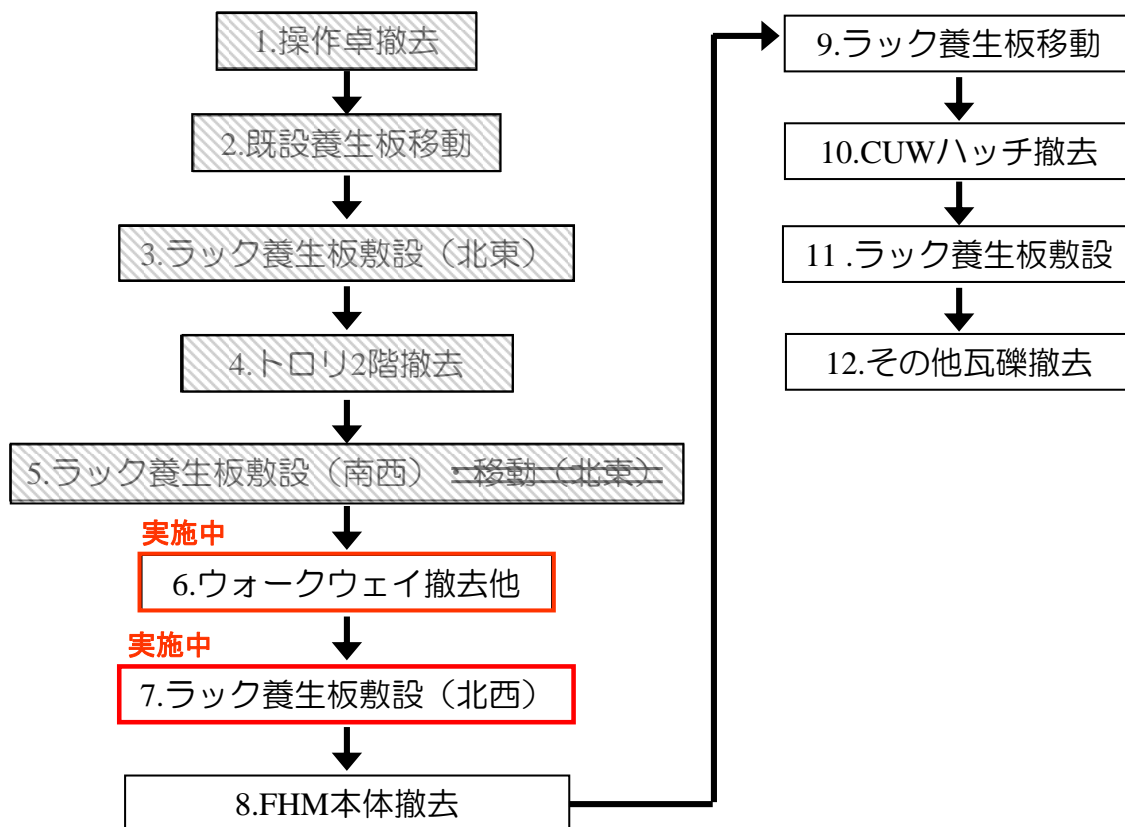 1.操作卓撤去
2.既設養生板移動
3.ラック養生板敷設（北東）
4.トロリ2階撤去
5.ラック養生板敷設（南西）・移動（北東）
実施中
6.ウォークウェイ撤去他
実施中
7.ラック養生板敷設（北西）
8.FHM本体撤去
9.ラック養生板移動
10.CUWハッチ撤去
11 .ラック養生板敷設
12.その他瓦礫撤去